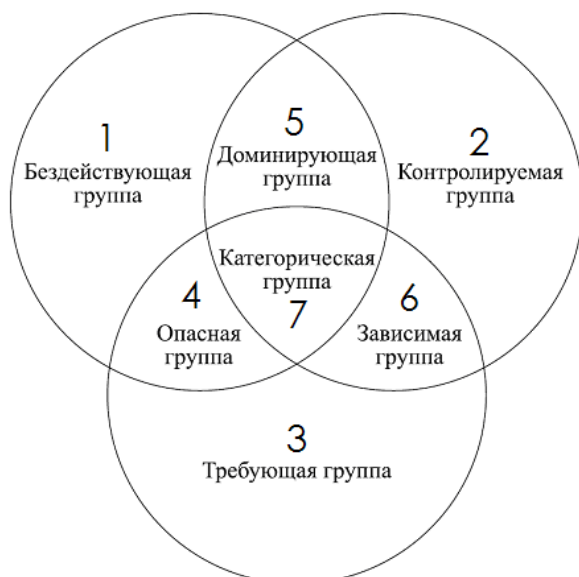 1
Бездействующая
группа
5
Доминирующая
группа
2
Контролируемая
группа
Категорическая
группа
7
4
Опасная
группа
6
Зависимая
группа
3
Требующая группа